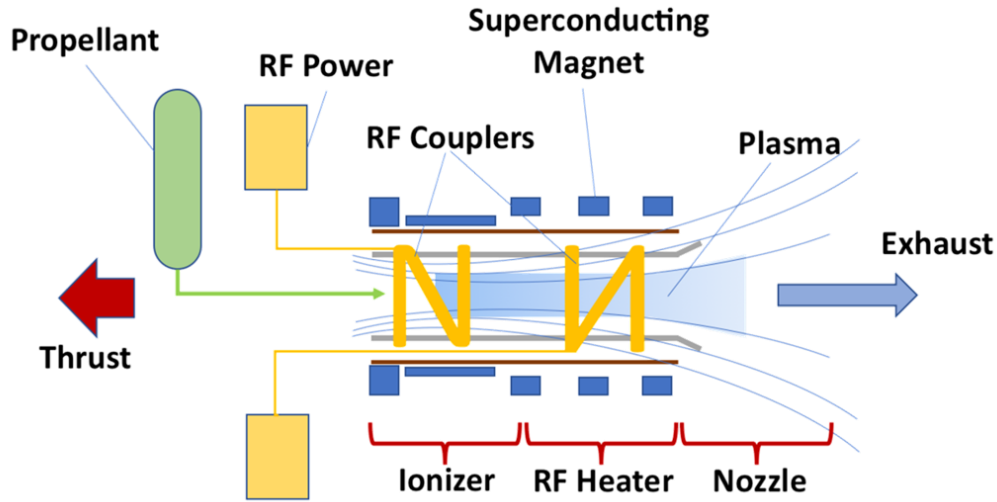 Propellant
RF Power
Superconducting
Magnet
RF Couplers
Plasma
Exhaust
Thrust
Ionizer
RF Heater
Nozzle